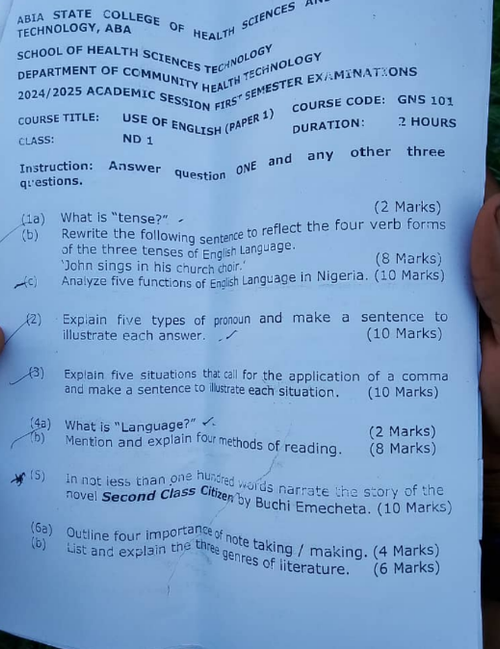 ABIA STATE COLLEGE OF HEALTH SCIENCES AND
TECHNOLOGY, ABA
SCHOOL OF HEALTH SCIENCES TECHNOLOGY
DEPARTMENT OF COMMUNITY HEALTH TECHNOLOGY
2024/2025 ACADEMIC SESSION FIRST SEMESTER EXAMINATIONS
COURSE TITLE: USE OF ENGLISH (PAPER 1) COURSE CODE: GNS 101
CLASS: ND 1 DURATION: 2 HOURS
Instruction: Answer question ONE and any other three
questions.
(1a) What is "tense?" (2 Marks)
(b) Rewrite the following sentence to reflect the four verb forms
of the three tenses of English Language.
'John sings in his church choir.' (8 Marks)
(c) Analyze five functions of English Language in Nigeria. (10 Marks)
(2) Explain five types of pronoun and make a sentence to
illustrate each answer. (10 Marks)
(3) Explain five situations that call for the application of a comma
and make a sentence to illustrate each situation. (10 Marks)
(4a) What is "Language?" (2 Marks)
(b) Mention and explain four methods of reading. (8 Marks)
(5) In not less than one hundred words narrate the story of the
novel Second Class Citizen by Buchi Emecheta. (10 Marks)
(6a) Outline four importance of note taking / making. (4 Marks)
(b) List and explain the three genres of literature. (6 Marks)